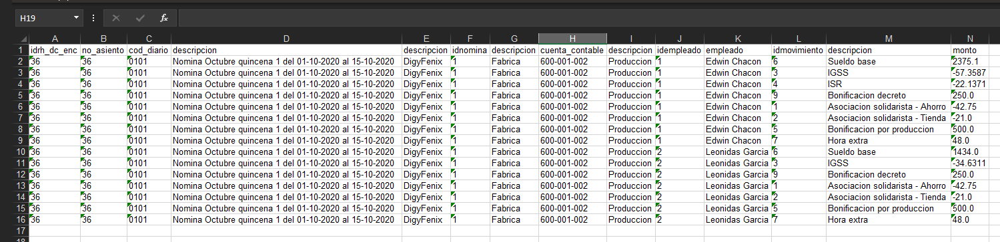 H19 fx
A B C D E F G H I J K L M N
1 idrh_dc_enc no_asiento cod_diario descripcion descripcion idnomina descripcion cuenta_contable descripcion idempleado empleado idmovimiento descripcion monto
2 36 36 0101 Nomina Octubre quincena 1 del 01-10-2020 al 15-10-2020 DigyFenix 1 Fabrica 600-001-002 Produccion 1 Edwin Chacon 6 Sueldo base 2375.1
3 36 36 0101 Nomina Octubre quincena 1 del 01-10-2020 al 15-10-2020 DigyFenix 1 Fabrica 600-001-002 Produccion 1 Edwin Chacon 3 IGSS -57.3587
4 36 36 0101 Nomina Octubre quincena 1 del 01-10-2020 al 15-10-2020 DigyFenix 1 Fabrica 600-001-002 Produccion 1 Edwin Chacon 4 ISR -22.1371
5 36 36 0101 Nomina Octubre quincena 1 del 01-10-2020 al 15-10-2020 DigyFenix 1 Fabrica 600-001-002 Produccion 1 Edwin Chacon 9 Bonificacion decreto 250.0
6 36 36 0101 Nomina Octubre quincena 1 del 01-10-2020 al 15-10-2020 DigyFenix 1 Fabrica 600-001-002 Produccion 1 Edwin Chacon 1 Asociacion solidarista - Ahorro -42.75
7 36 36 0101 Nomina Octubre quincena 1 del 01-10-2020 al 15-10-2020 DigyFenix 1 Fabrica 600-001-002 Produccion 1 Edwin Chacon 2 Asociacion solidarista - Tienda -21.0
8 36 36 0101 Nomina Octubre quincena 1 del 01-10-2020 al 15-10-2020 DigyFenix 1 Fabrica 600-001-002 Produccion 1 Edwin Chacon 5 Bonificacion por produccion 500.0
9 36 36 0101 Nomina Octubre quincena 1 del 01-10-2020 al 15-10-2020 DigyFenix 1 Fabrica 600-001-002 Produccion 1 Edwin Chacon 7 Hora extra 48.0
10 36 36 0101 Nomina Octubre quincena 1 del 01-10-2020 al 15-10-2020 DigyFenix 1 Fabrica 600-001-002 Produccion 2 Leonidas Garcia 6 Sueldo base 1434.0
11 36 36 0101 Nomina Octubre quincena 1 del 01-10-2020 al 15-10-2020 DigyFenix 1 Fabrica 600-001-002 Produccion 2 Leonidas Garcia 3 IGSS -34.6311
12 36 36 0101 Nomina Octubre quincena 1 del 01-10-2020 al 15-10-2020 DigyFenix 1 Fabrica 600-001-002 Produccion 2 Leonidas Garcia 9 Bonificacion decreto 250.0
13 36 36 0101 Nomina Octubre quincena 1 del 01-10-2020 al 15-10-2020 DigyFenix 1 Fabrica 600-001-002 Produccion 2 Leonidas Garcia 1 Asociacion solidarista - Ahorro -42.75
14 36 36 0101 Nomina Octubre quincena 1 del 01-10-2020 al 15-10-2020 DigyFenix 1 Fabrica 600-001-002 Produccion 2 Leonidas Garcia 2 Asociacion solidarista - Tienda -21.0
15 36 36 0101 Nomina Octubre quincena 1 del 01-10-2020 al 15-10-2020 DigyFenix 1 Fabrica 600-001-002 Produccion 2 Leonidas Garcia 5 Bonificacion por produccion 500.0
16 36 36 0101 Nomina Octubre quincena 1 del 01-10-2020 al 15-10-2020 DigyFenix 1 Fabrica 600-001-002 Produccion 2 Leonidas Garcia 7 Hora extra 48.0
17